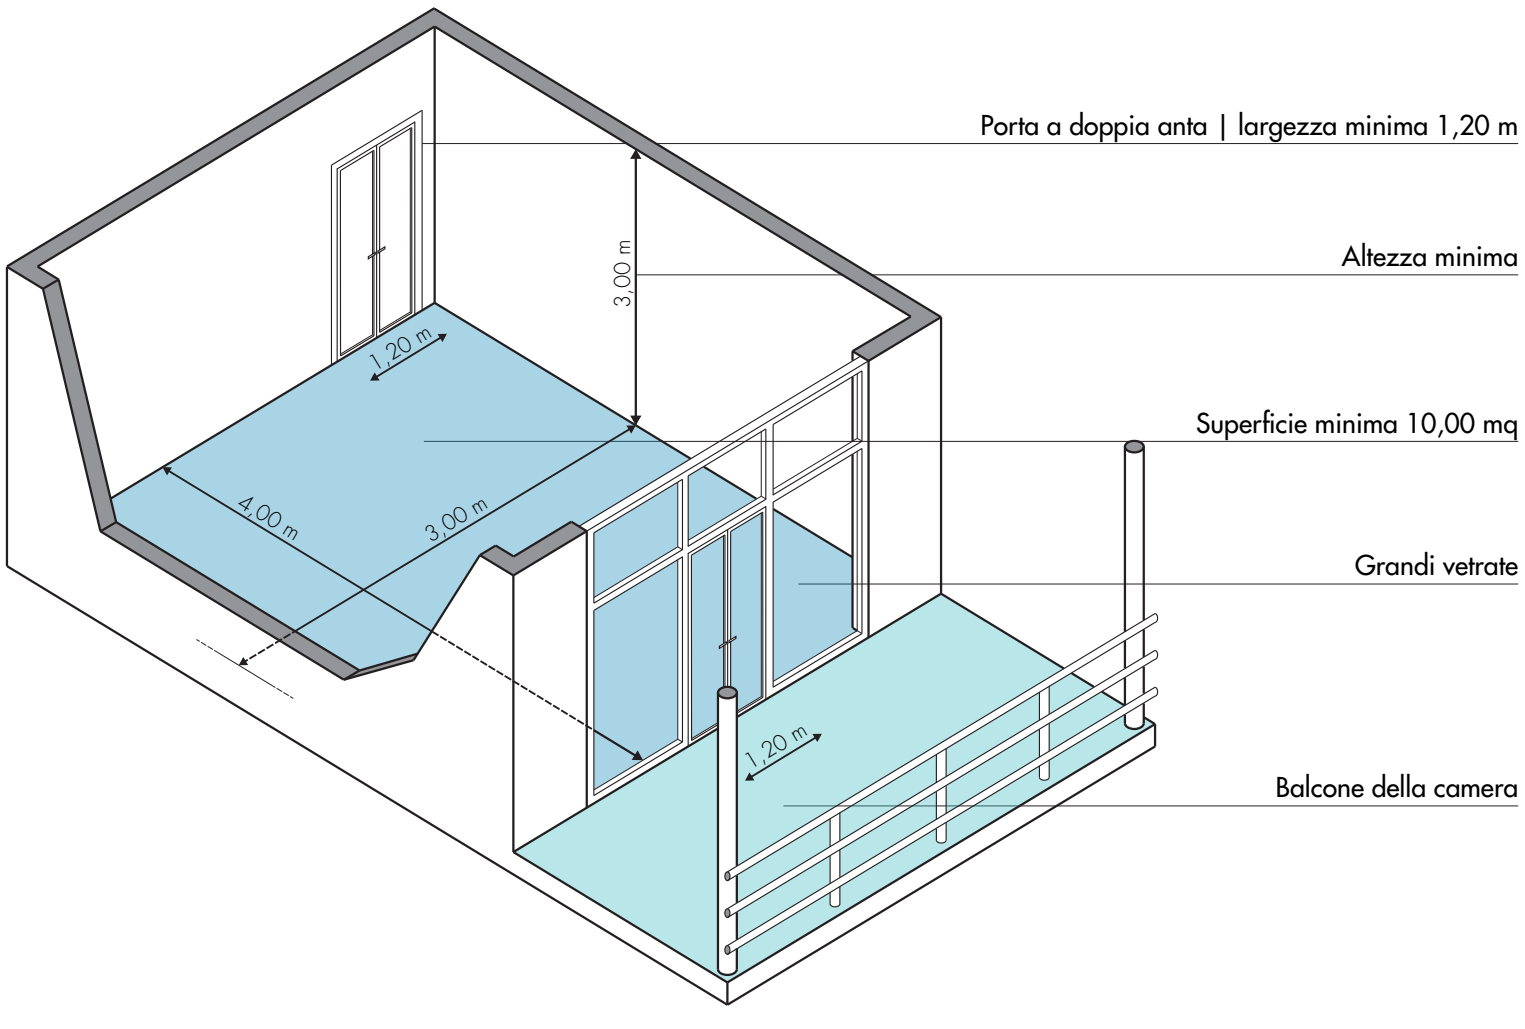 Porta a doppia anta | largezza minima 1,20 m
Altezza minima
3,00 m
1,20 m
Superficie minima 10,00 mq
4,00 m
3,00 m
Grandi vetrate
1,20 m
Balcone della camera